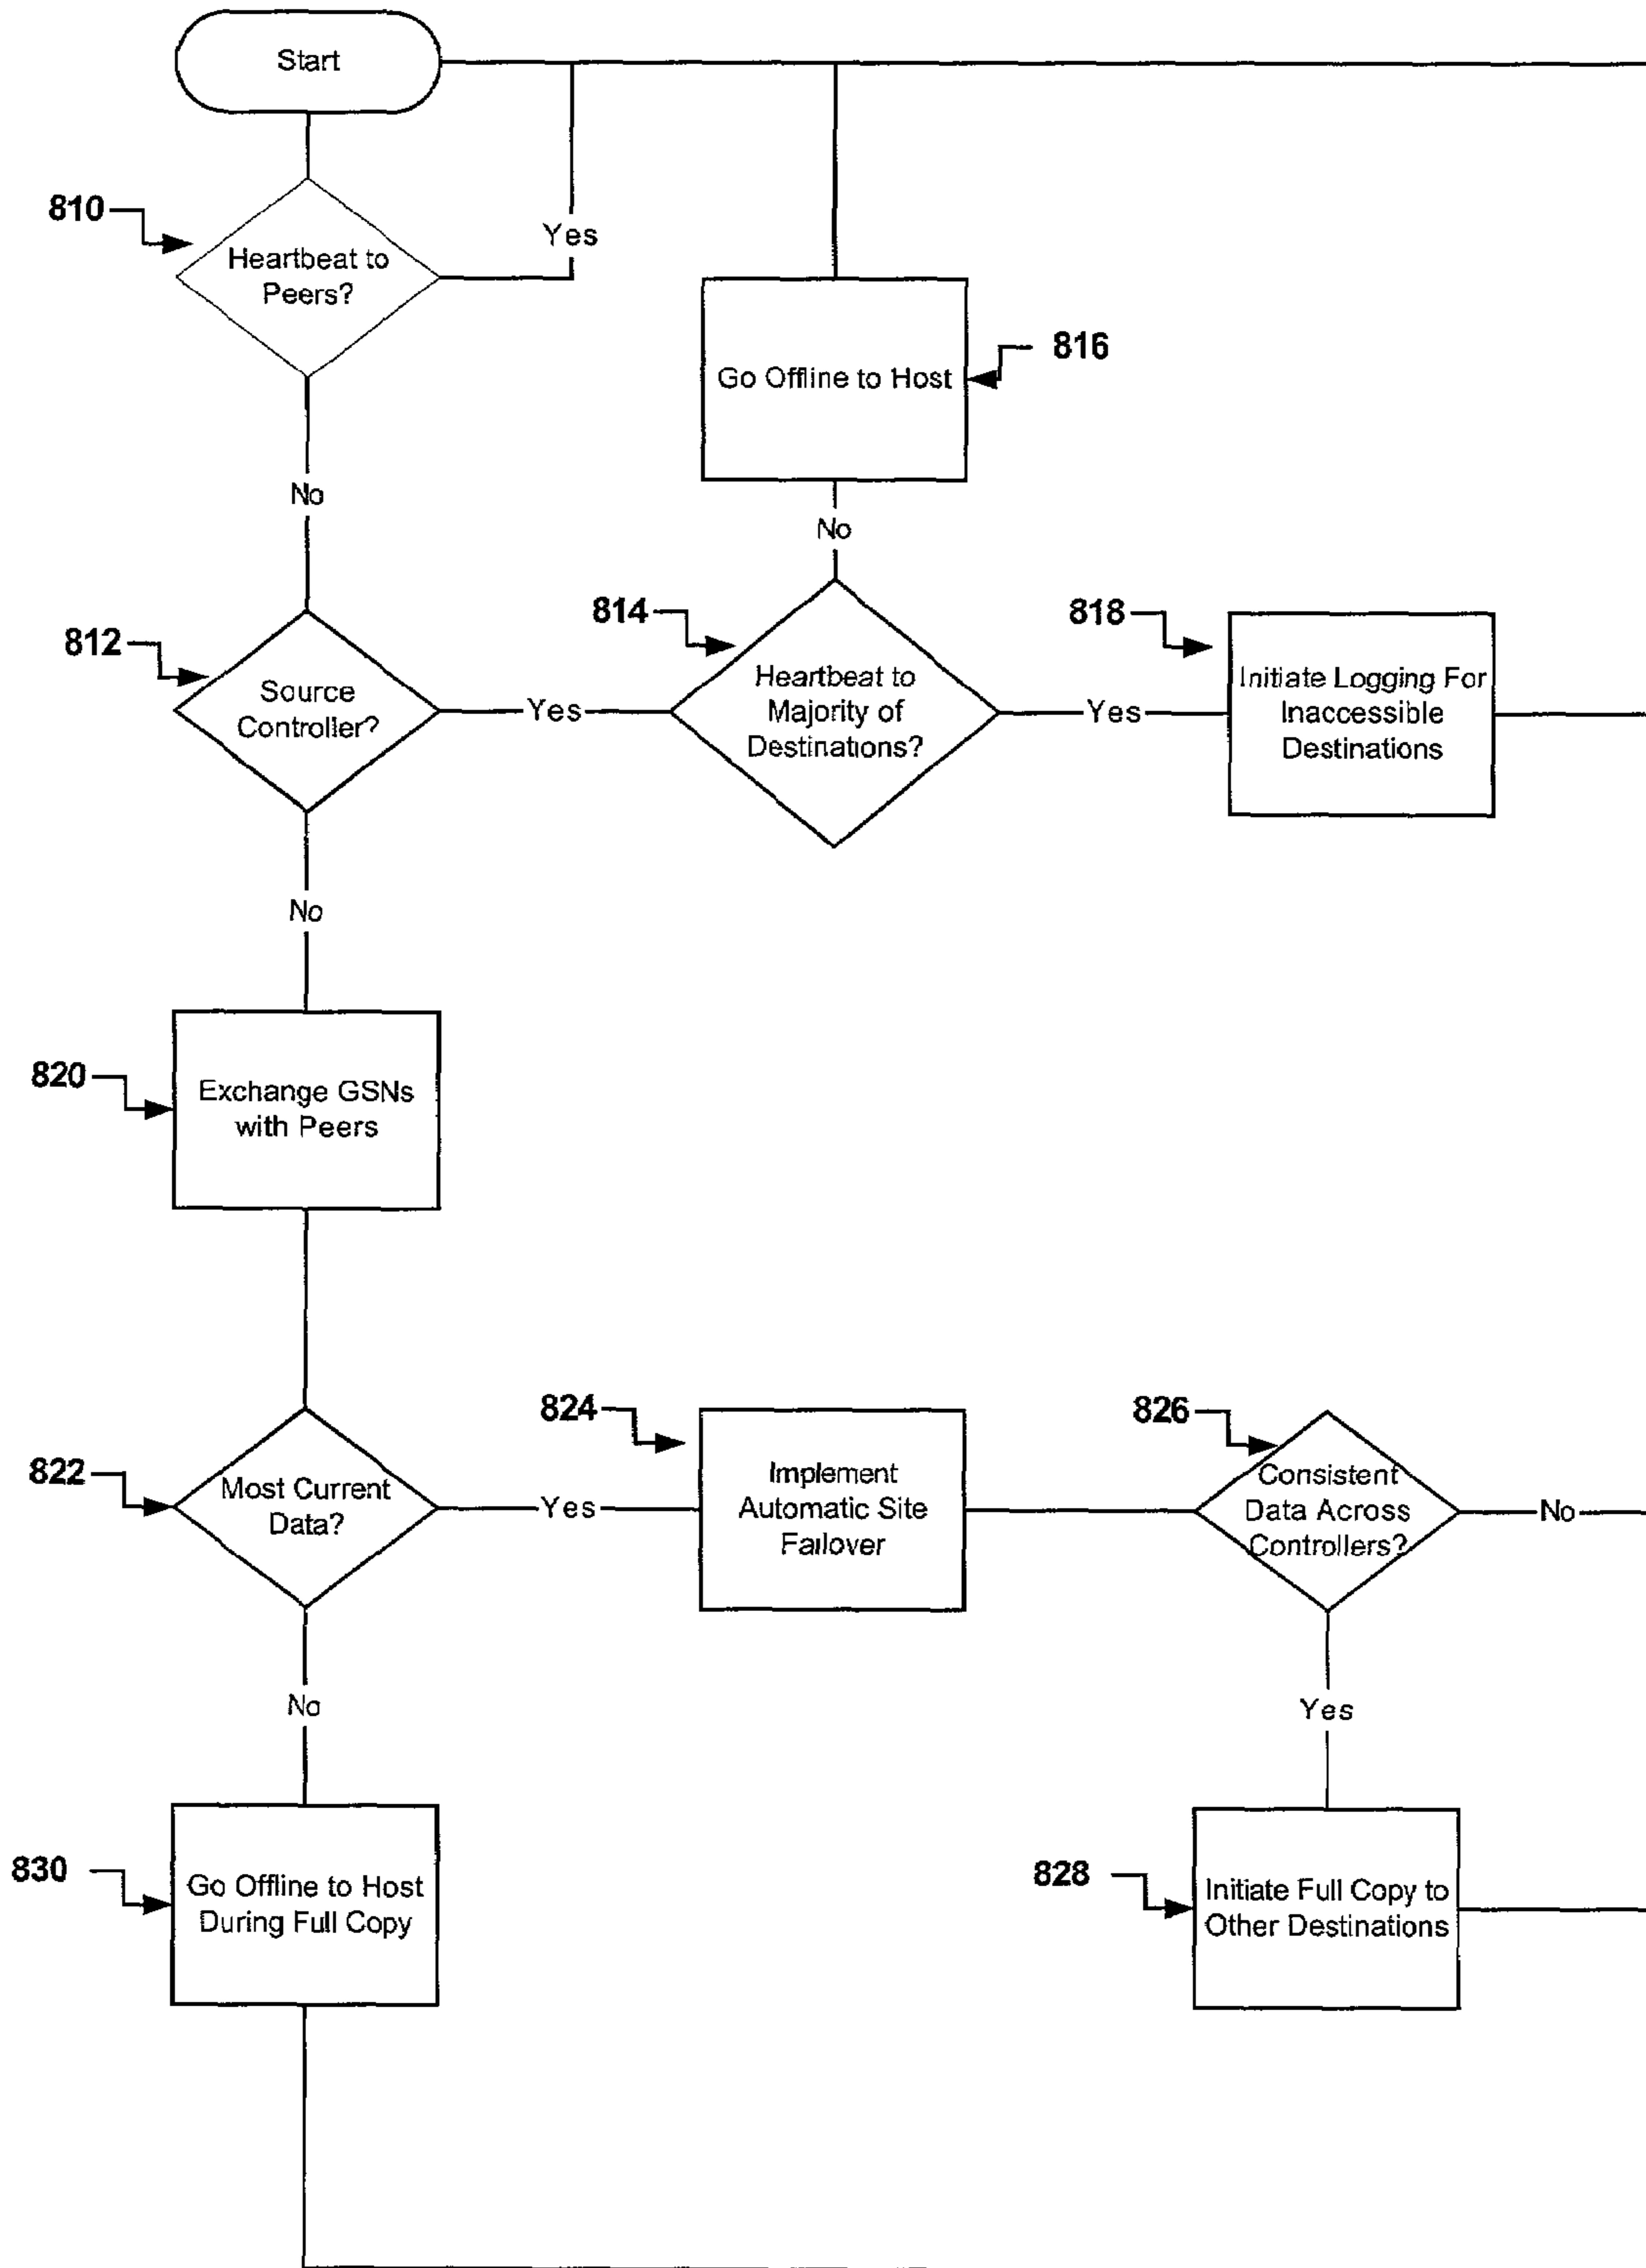 Start
810
Heartbeat to
Peers?
Yes
No
816
Go Offline to Host
No
812
Source
Controller?
Yes
814
Heartbeat to
Majority of
Destinations?
Yes
818
Initiate Logging For
Inaccessible
Destinations
No
820
Exchange GSNs
with Peers
822
Most Current
Data?
Yes
824
Implement
Automatic Site
Failover
826
Consistent
Data Across
Controllers?
No
No
Yes
830
Go Offline to Host
During Full Copy
828
Initiate Full Copy to
Other Destinations